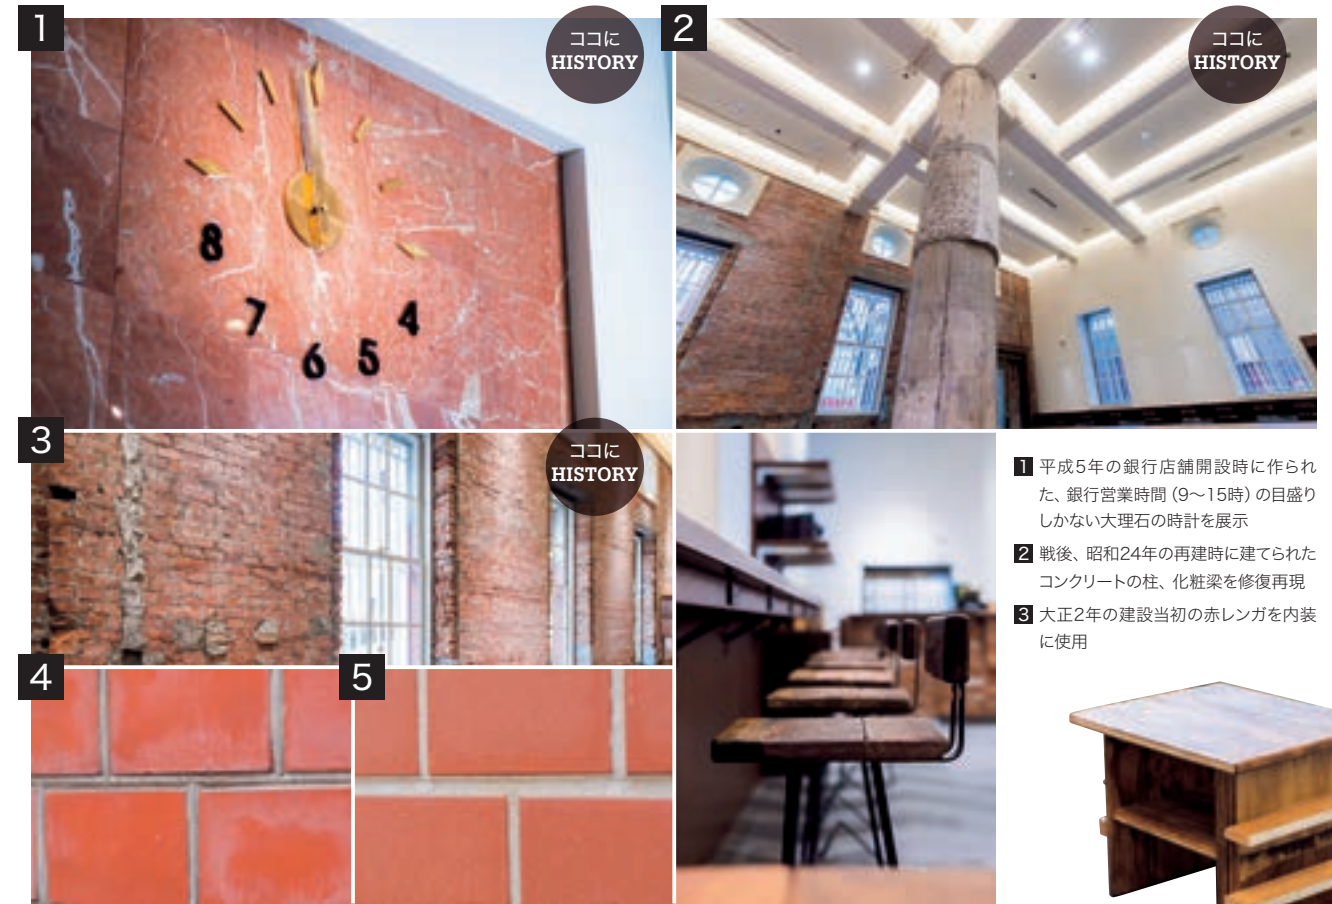 1
ココに
HISTORY
2
ココに
HISTORY
8
7
6
5
4
3
ココに
HISTORY
4
5
1 平成5年の銀行店舗開設時に作られ
た、銀行営業時間（9〜15時）の目盛り
しかない大理石の時計を展示
2 戦後、昭和24年の再建時に建てられた
コンクリートの柱、化粧梁を修復再現
3 大正2年の建設当初の赤レンガを内装
に使用